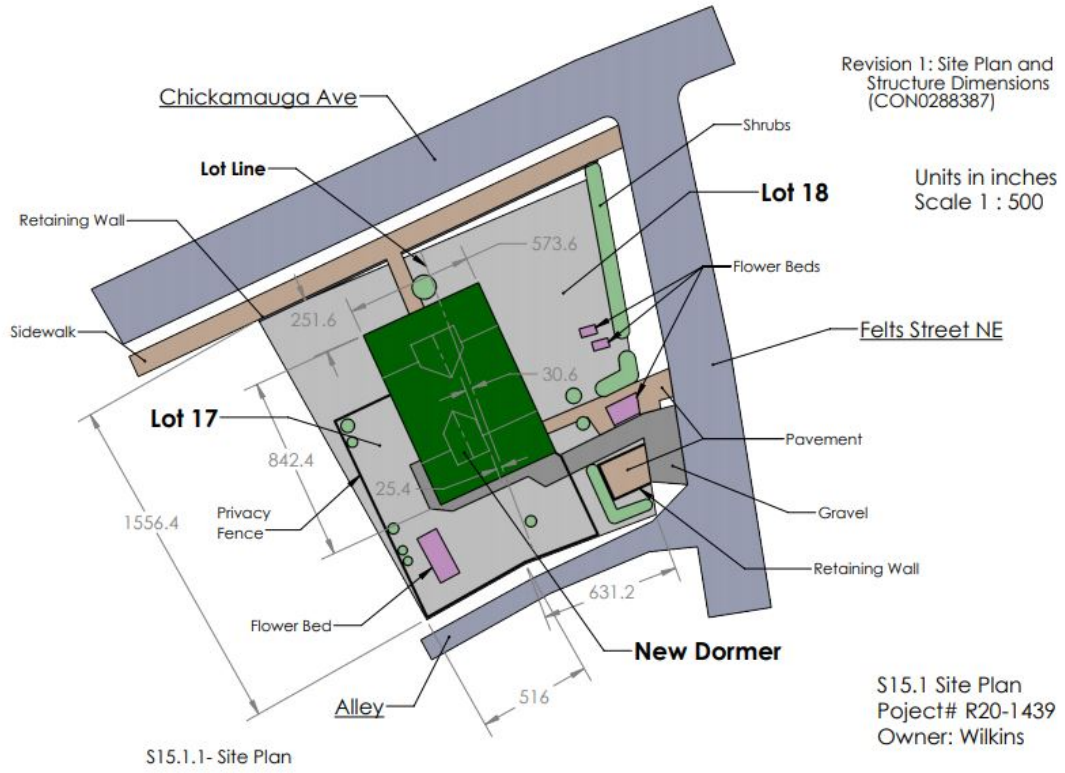 Revision 1: Site Plan and
Structure Dimensions
(CON0288387)
Chickamauga Ave
Shrubs
Lot Line
Units in inches
Scale 1 : 500
Lot 18
Retaining Wall
573.6
Flower Beds
251.6
Sidewalk
Felts Street NE
30.6
Lot 17
Pavement
842.4
25.4
1556.4
Privacy
Fence
Gravel
Retaining Wall
631.2
Flower Bed
New Dormer
516
Alley
S15.1 Site Plan
Poject# R20-1439
Owner: Wilkins
S15.1.1- Site Plan